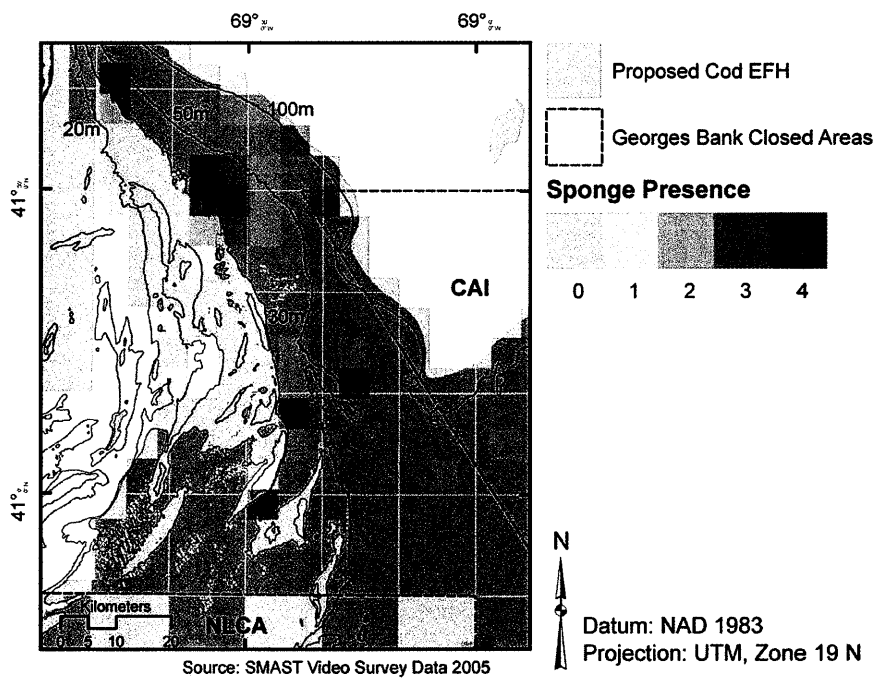 69° 69°
Proposed Cod EFH
20m 50m 100m
Georges Bank Closed Areas
41°
Sponge Presence
CAI
0 1 2 3 4
41°
N
Kilometers
0 5 10 20
NLCA
Datum: NAD 1983
Projection: UTM, Zone 19 N
Source: SMAST Video Survey Data 2005